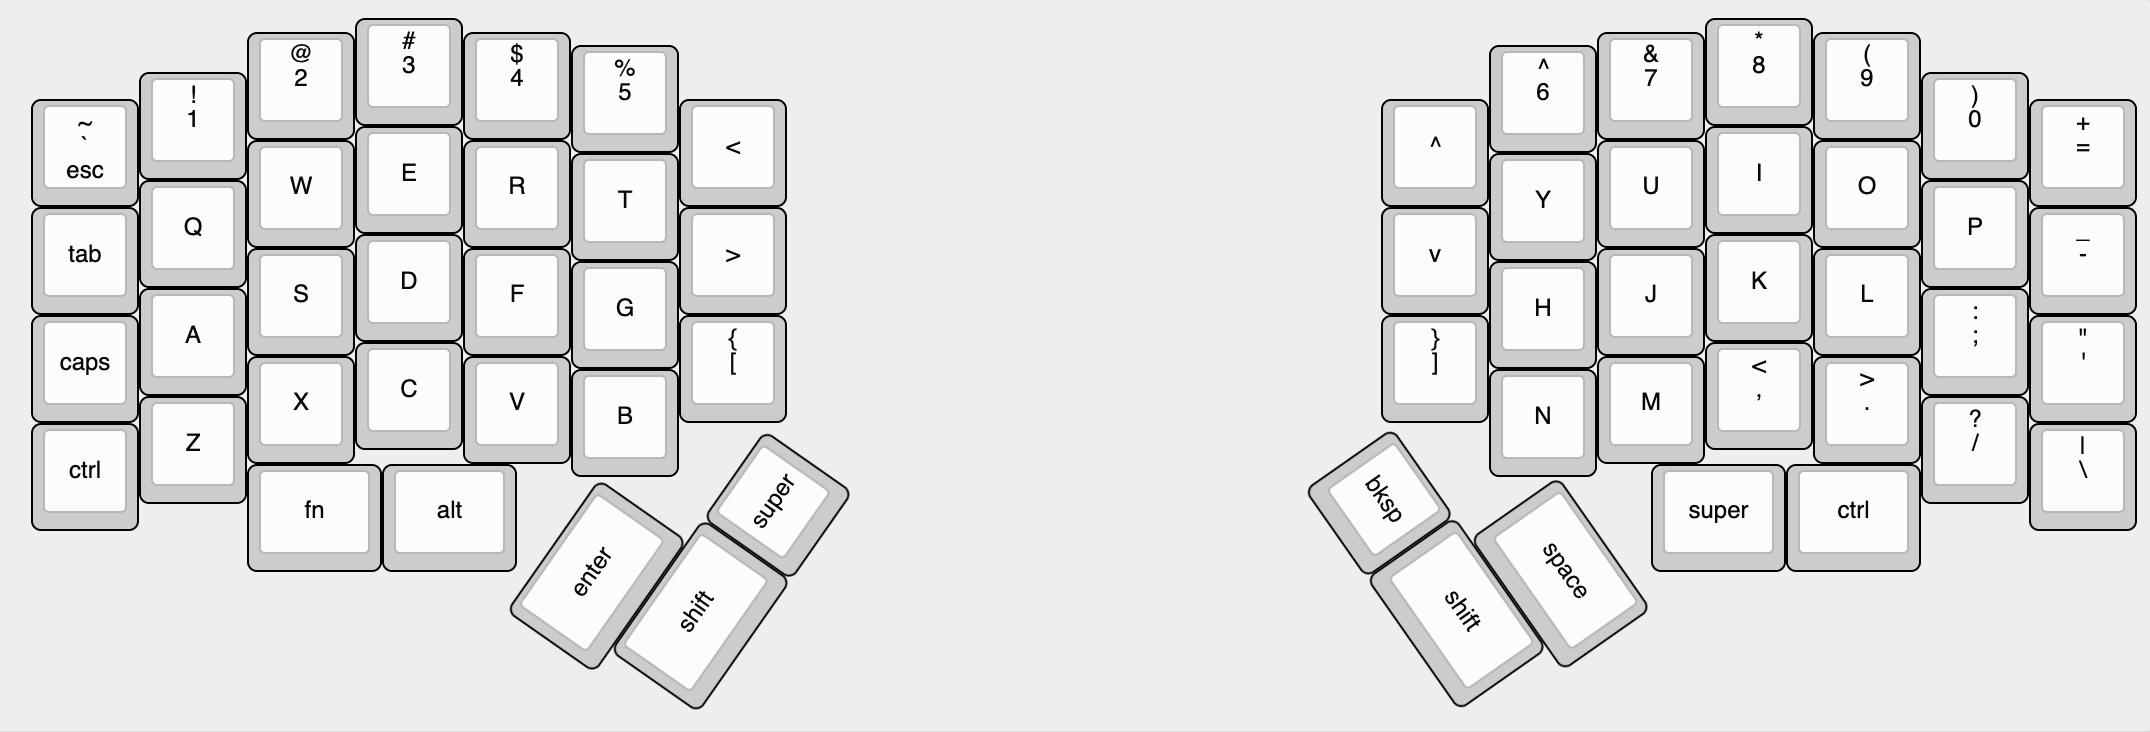 ~
`
esc
!
1
@
2
#
3
$
4
%
5
<
tab
Q
W
E
R
T
>
caps
A
S
D
F
G
{
[
ctrl
Z
X
C
V
B
fn
alt
enter
shift
super
^
^
6
&
7
*
8
(
9
)
0
+
=
v
Y
U
I
O
P
_
-
}
]
H
J
K
L
:
;
"
'
N
M
<
,
>
.
?
/
|
\
bksp
shift
space
super
ctrl